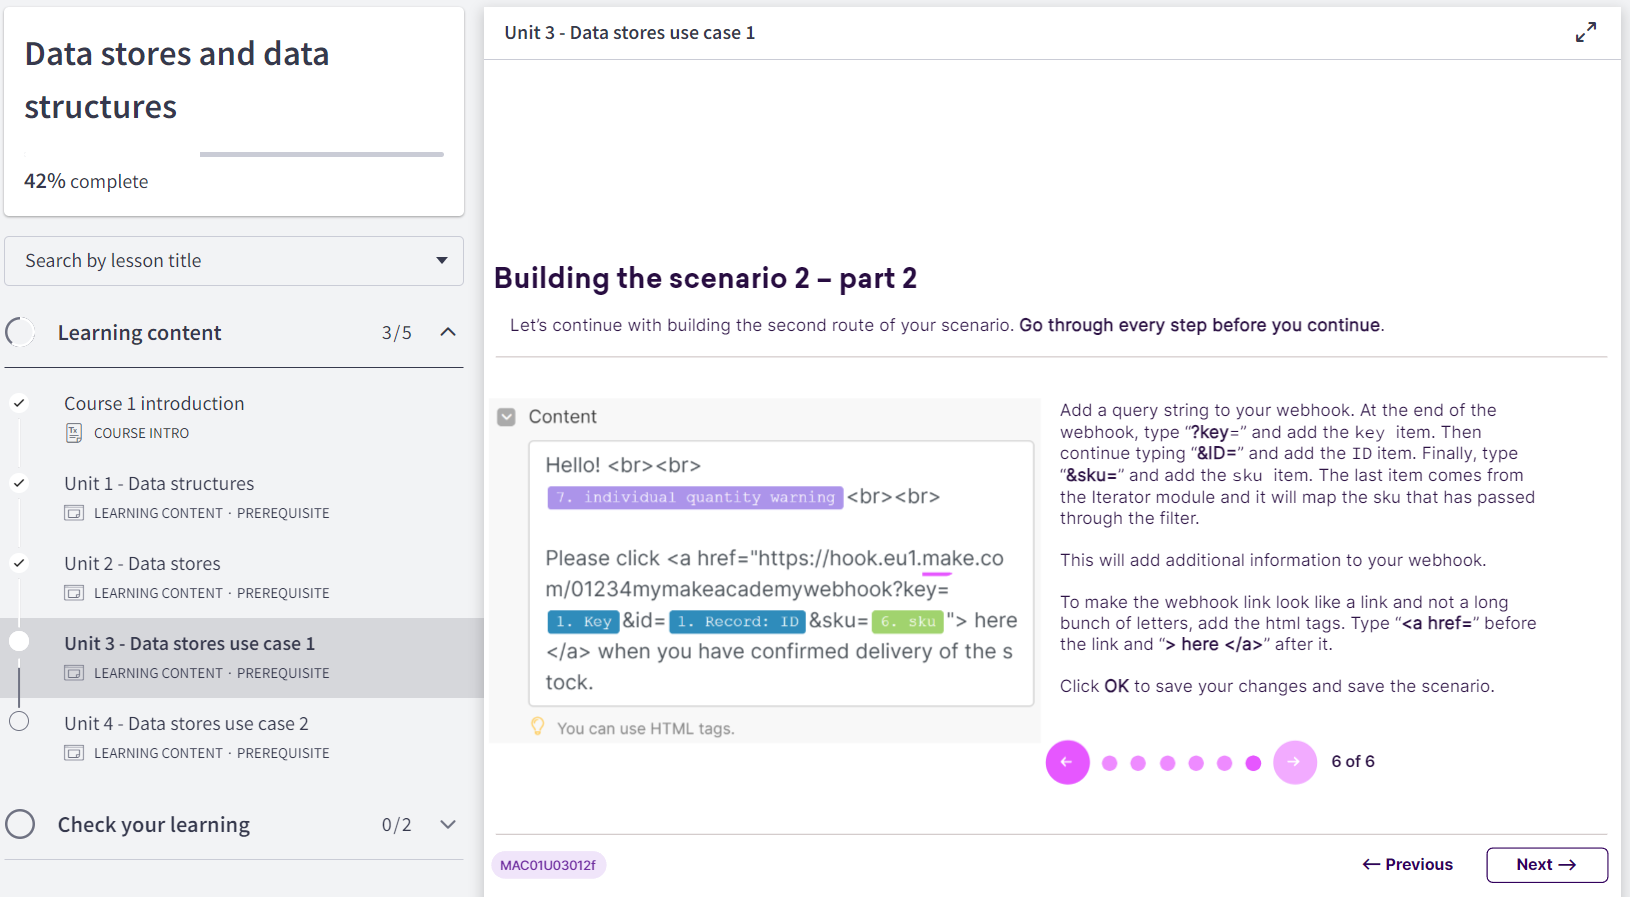 Data stores and data
structures
42% complete
Search by lesson title
Learning content 3/5
Course 1 introduction
COURSE INTRO
Unit 1 - Data structures
LEARNING CONTENT · PREREQUISITE
Unit 2 - Data stores
LEARNING CONTENT · PREREQUISITE
Unit 3 - Data stores use case 1
LEARNING CONTENT · PREREQUISITE
Unit 4 - Data stores use case 2
LEARNING CONTENT · PREREQUISITE
Check your learning 0/2
Unit 3 - Data stores use case 1
Building the scenario 2 – part 2
Let’s continue with building the second route of your scenario. Go through every step before you continue.
Content
Hello! <br><br>
7. individual quantity warning <br><br>
Please click <a href="https://hook.eu1.make.co
m/01234mymakeacademywebhook?key=
1. Key &id= 1. Record: ID &sku= 6. sku "> here
</a> when you have confirmed delivery of the s
tock.
You can use HTML tags.
Add a query string to your webhook. At the end of the
webhook, type “?key=” and add the key item. Then
continue typing “&ID=” and add the ID item. Finally, type
“&sku=” and add the sku item. The last item comes from
the Iterator module and it will map the sku that has passed
through the filter.
This will add additional information to your webhook.
To make the webhook link look like a link and not a long
bunch of letters, add the html tags. Type “<a href=” before
the link and “> here </a>” after it.
Click OK to save your changes and save the scenario.
6 of 6
MAC01U03012f
← Previous
Next →